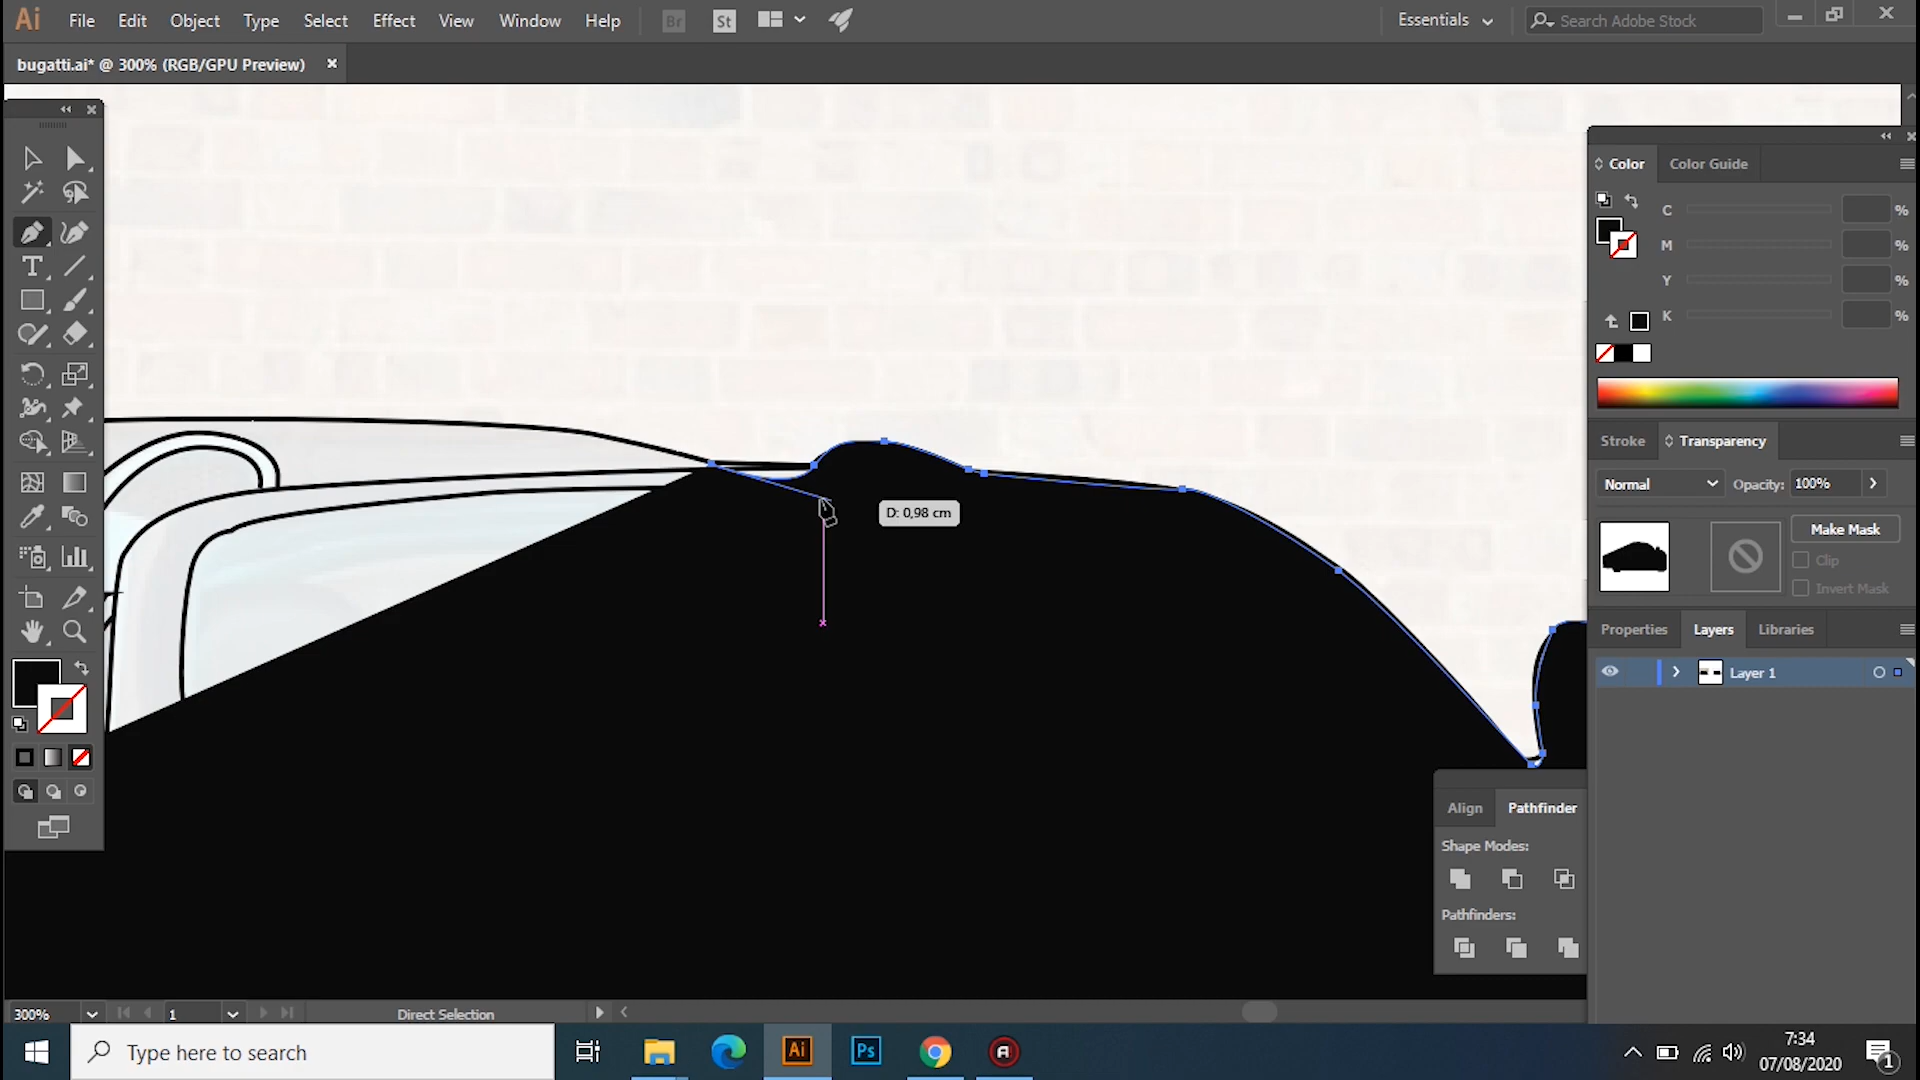 Ai File Edit Object Type Select Effect View Window Help Br St Essentials Search Adobe Stock
bugatti.ai* @ 300% (RGB/GPU Preview)
Color Color Guide
C %
M %
Y %
K %
T
Stroke Transparency
Normal Opacity: 100%
D: 0,98 cm
Make Mask
Clip
Invert Mask
Properties Layers Libraries
Layer 1
Align Pathfinder
Shape Modes:
Pathfinders:
300% 1 Direct Selection
Type here to search Ai Ps A 7:34
07/08/2020 1